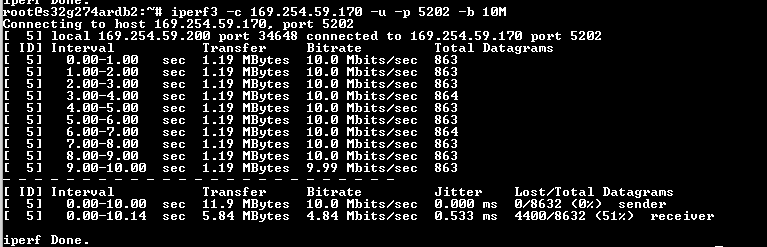 iperf Done.
root@s32g274ardb2:~# iperf3 -c 169.254.59.170 -u -p 5202 -b 10M
Connecting to host 169.254.59.170, port 5202
[  5] local 169.254.59.200 port 34648 connected to 169.254.59.170 port 5202
[ ID] Interval           Transfer     Bitrate         Total Datagrams
[  5]   0.00-1.00   sec  1.19 MBytes  10.0 Mbits/sec  863
[  5]   1.00-2.00   sec  1.19 MBytes  10.0 Mbits/sec  863
[  5]   2.00-3.00   sec  1.19 MBytes  10.0 Mbits/sec  863
[  5]   3.00-4.00   sec  1.19 MBytes  10.0 Mbits/sec  864
[  5]   4.00-5.00   sec  1.19 MBytes  10.0 Mbits/sec  863
[  5]   5.00-6.00   sec  1.19 MBytes  10.0 Mbits/sec  863
[  5]   6.00-7.00   sec  1.19 MBytes  10.0 Mbits/sec  864
[  5]   7.00-8.00   sec  1.19 MBytes  10.0 Mbits/sec  863
[  5]   8.00-9.00   sec  1.19 MBytes  10.0 Mbits/sec  863
[  5]   9.00-10.00  sec  1.19 MBytes  9.99 Mbits/sec  863
- - - - - - - - - - - - - - - - - - - - - - - - -
[ ID] Interval           Transfer     Bitrate         Jitter    Lost/Total Datagrams
[  5]   0.00-10.00  sec  11.9 MBytes  10.0 Mbits/sec  0.000 ms  0/8632 (0%)  sender
[  5]   0.00-10.14  sec  5.84 MBytes  4.84 Mbits/sec  0.533 ms  4400/8632 (51%)  receiver
iperf Done.